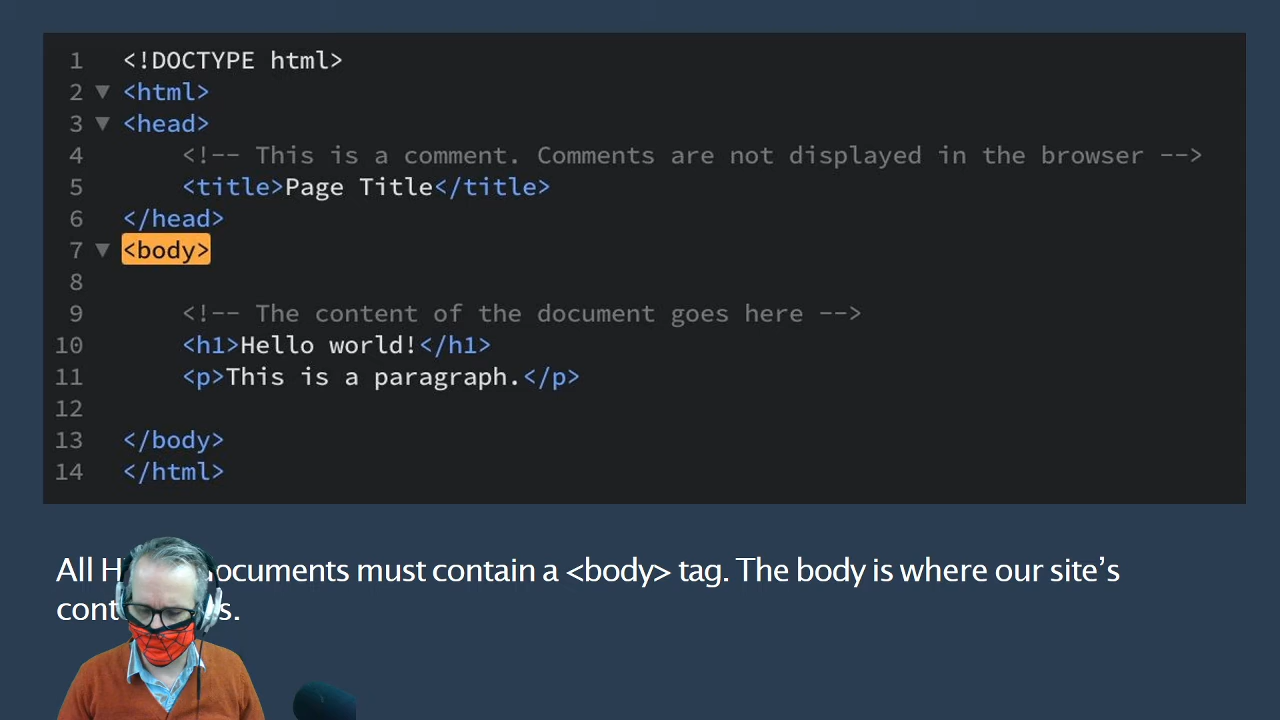 1 <!DOCTYPE html>
2 <html>
3 <head>
4 <!-- This is a comment. Comments are not displayed in the browser -->
5 <title>Page Title</title>
6 </head>
7 <body>
8
9 <!-- The content of the document goes here -->
10 <h1>Hello world!</h1>
11 <p>This is a paragraph.</p>
12
13 </body>
14 </html>
All must contain a <body> tag. The body is where our site’s